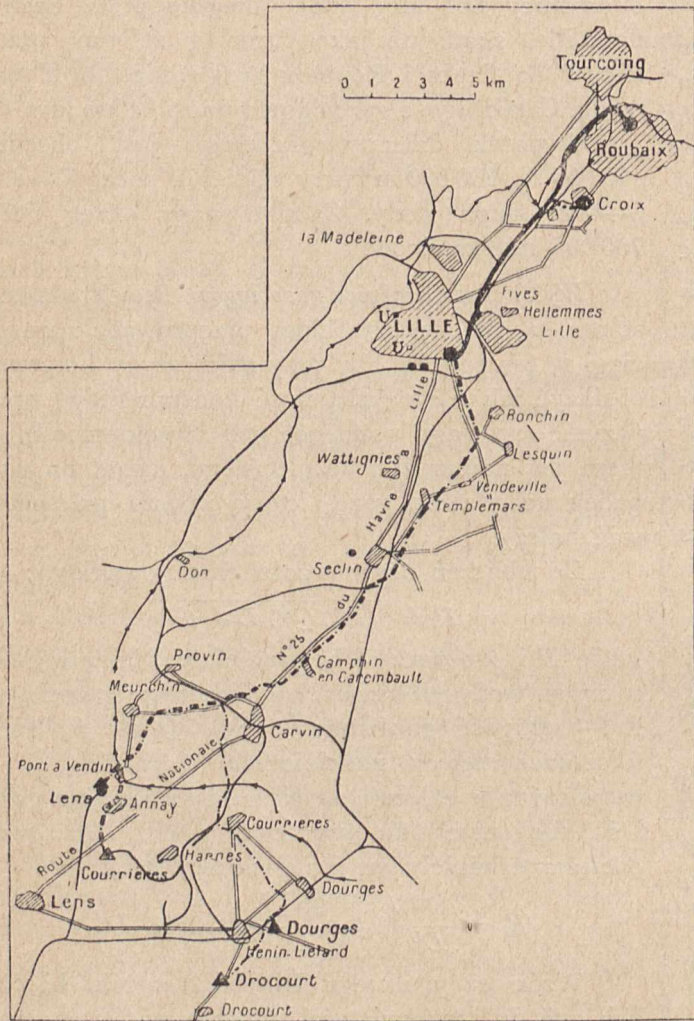 Tourcoing
0 1 2 3 4 5 km
Roubaix
Croix
la Madeleine
Fives
Hellemmes
Lille
U
LILLE
U
Lille
Ronchin
Lesquin
Wattignies
a
Vendeville
Templemars
Havre
Don
Seclin
du
N° 25
Provin
Camphin
en Carembault
Meurchin
Carvin
Pont a Vendin
Nationale
Lens
Annay
Courrieres
Route
Harnes
Courrières
Dourges
Lens
Dourges
Henin-Lietard
Drocourt
Drocourt